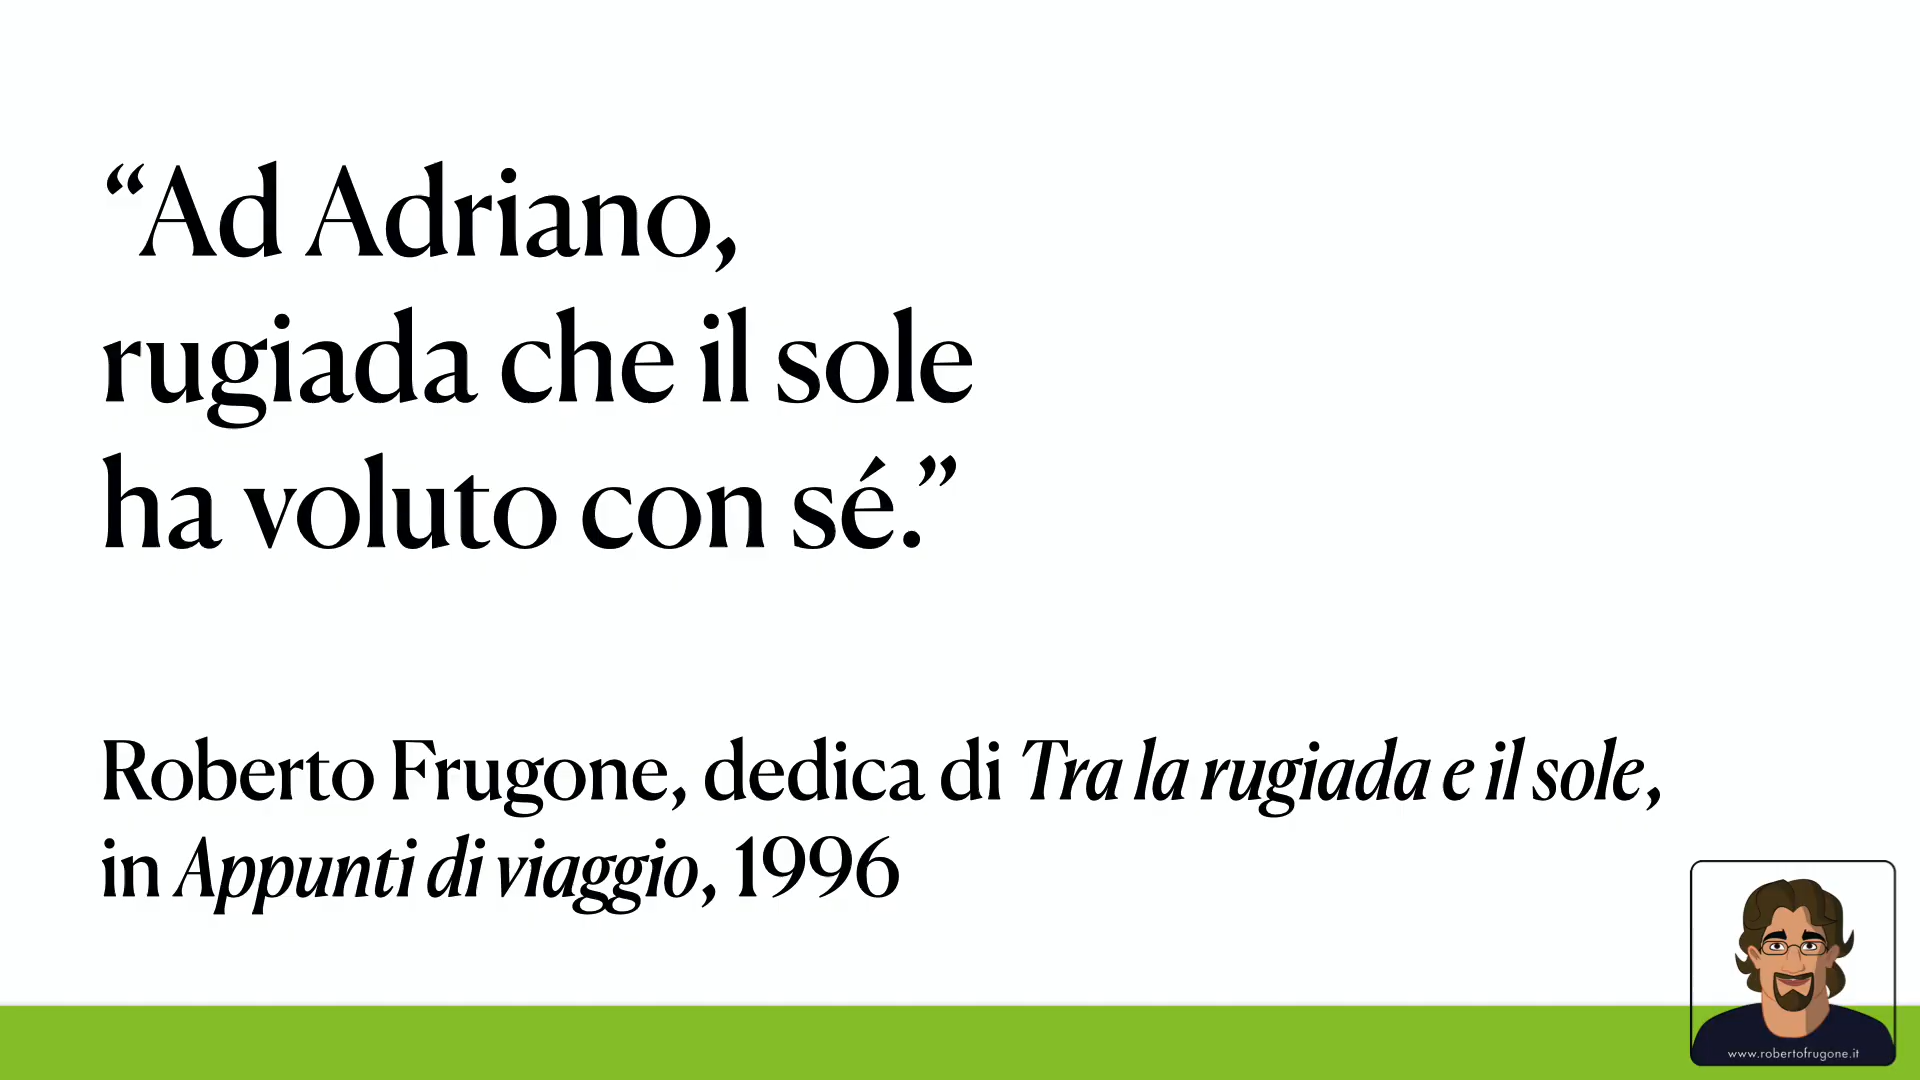 “Ad Adriano,
rugiada che il sole
ha voluto con sé.”
Roberto Frugone, dedica di Tra la rugiada e il sole,
in Appunti di viaggio, 1996
www.robertofrugone.it